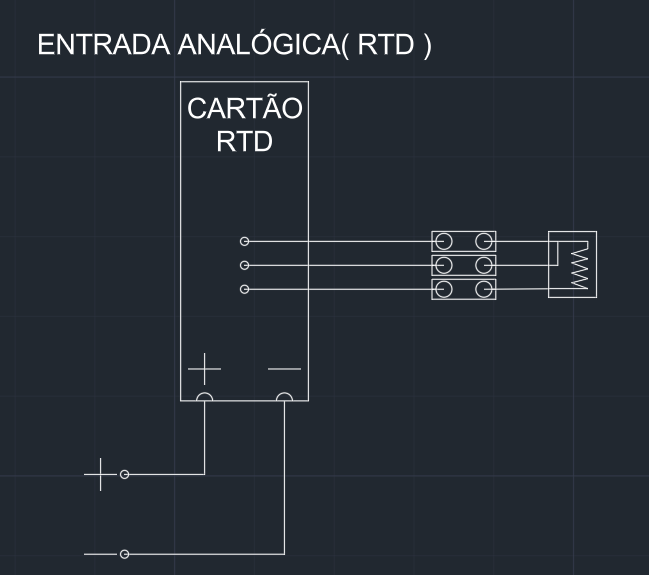 ENTRADA ANALÓGICA( RTD )
CARTÃO
RTD
+ —
+
—